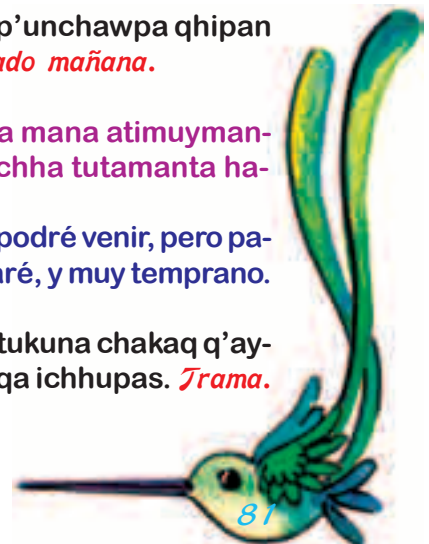 p’unchawpa qhipan
ado mañana.
a mana atimuyman-
chha tutamanta ha-
podré venir, pero pa-
aré, y muy temprano.
tukuna chakaq q’ay-
qa ichhupas. Trama.
81